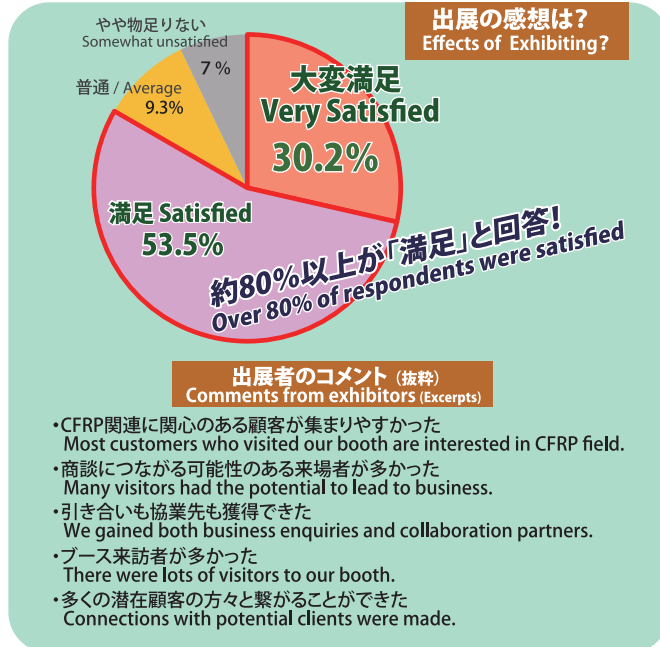 出展の感想は？
Effects of Exhibiting?
やや物足りない
Somewhat unsatisfied
7 %
普通 / Average
9.3%
大変満足
Very Satisfied
30.2%
満足 Satisfied
53.5%
約80%以上が「満足」と回答！
Over 80% of respondents were satisfied
出展者のコメント（抜粋）
Comments from exhibitors (Excerpts)
・CFRP関連に関心のある顧客が集まりやすかった
Most customers who visited our booth are interested in CFRP field.
・商談につながる可能性のある来場者が多かった
Many visitors had the potential to lead to business.
・引き合いも協業先も獲得できた
We gained both business enquiries and collaboration partners.
・ブース来訪者が多かった
There were lots of visitors to our booth.
・多くの潜在顧客の方々と繋がることができた
Connections with potential clients were made.